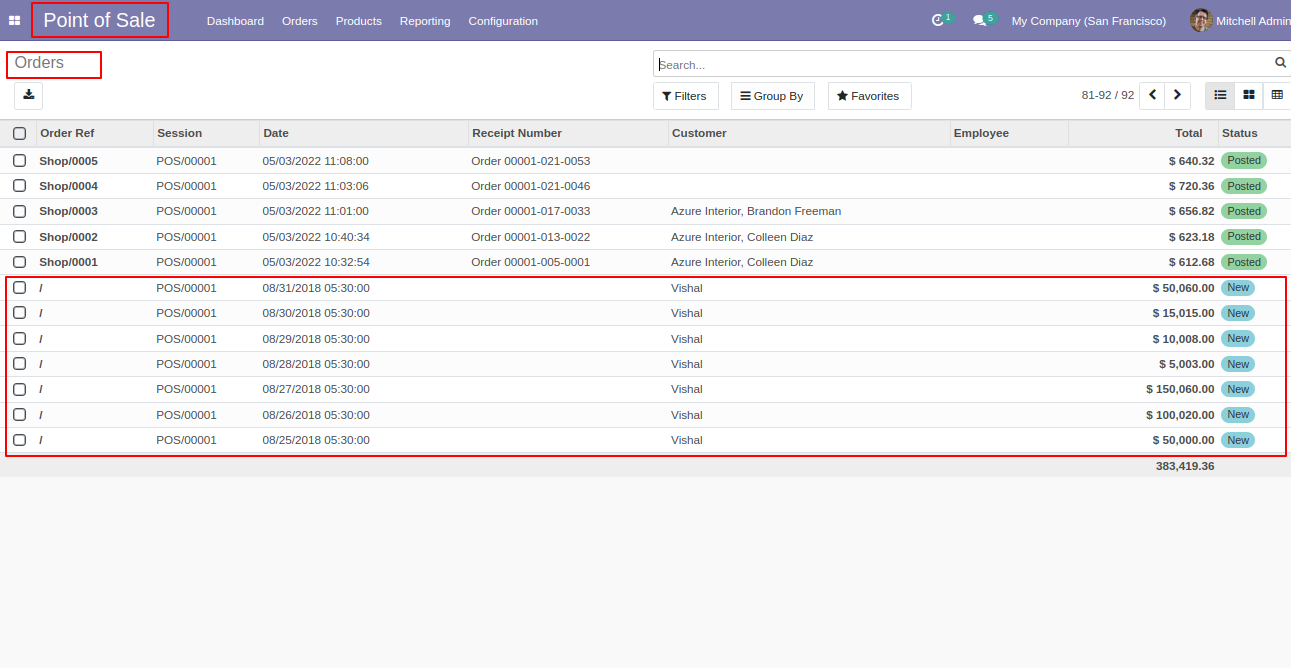 Point of Sale Dashboard Orders Products Reporting Configuration 1 5 My Company (San Francisco) Mitchell Admin
Orders
Search...
Filters Group By Favorites 81-92 / 92
Order Ref Session Date Receipt Number Customer Employee Total Status
Shop/0005 POS/00001 05/03/2022 11:08:00 Order 00001-021-0053 $ 640.32 Posted
Shop/0004 POS/00001 05/03/2022 11:03:06 Order 00001-021-0046 $ 720.36 Posted
Shop/0003 POS/00001 05/03/2022 11:01:00 Order 00001-017-0033 Azure Interior, Brandon Freeman $ 656.82 Posted
Shop/0002 POS/00001 05/03/2022 10:40:34 Order 00001-013-0022 Azure Interior, Colleen Diaz $ 623.18 Posted
Shop/0001 POS/00001 05/03/2022 10:32:54 Order 00001-005-0001 Azure Interior, Colleen Diaz $ 612.68 Posted
/ POS/00001 08/31/2018 05:30:00 Vishal $ 50,060.00 New
/ POS/00001 08/30/2018 05:30:00 Vishal $ 15,015.00 New
/ POS/00001 08/29/2018 05:30:00 Vishal $ 10,008.00 New
/ POS/00001 08/28/2018 05:30:00 Vishal $ 5,003.00 New
/ POS/00001 08/27/2018 05:30:00 Vishal $ 150,060.00 New
/ POS/00001 08/26/2018 05:30:00 Vishal $ 100,020.00 New
/ POS/00001 08/25/2018 05:30:00 Vishal $ 50,000.00 New
383,419.36